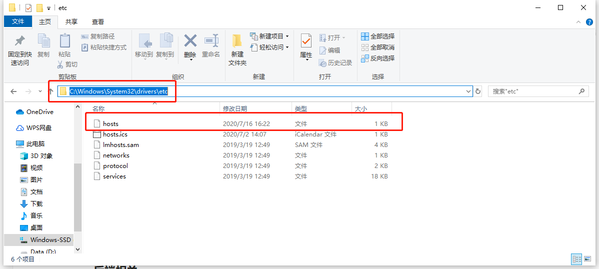 etc
文件 主页 共享 查看
固定到快速访问 复制 粘贴 复制路径 粘贴快捷方式 剪切
移动到 复制到 删除 重命名 新建文件夹 新建项目 轻松访问
属性 打开 编辑 历史记录 全部选择 全部取消 反向选择
剪贴板 组织 新建 打开 选择
C:\Windows\System32\drivers\etc 搜索"etc"
名称 修改日期 类型 大小
OneDrive
WPS网盘
此电脑
3D 对象
视频
图片
文档
下载
音乐
桌面
Windows-SSD
Data (D:)
hosts 2020/7/16 16:22 文件 1 KB
hosts.ics 2020/7/2 14:07 iCalendar 文件 1 KB
lmhosts.sam 2019/3/19 12:49 SAM 文件 4 KB
networks 2019/3/19 12:49 文件 1 KB
protocol 2019/3/19 12:49 文件 2 KB
services 2019/3/19 12:49 文件 18 KB
6 个项目